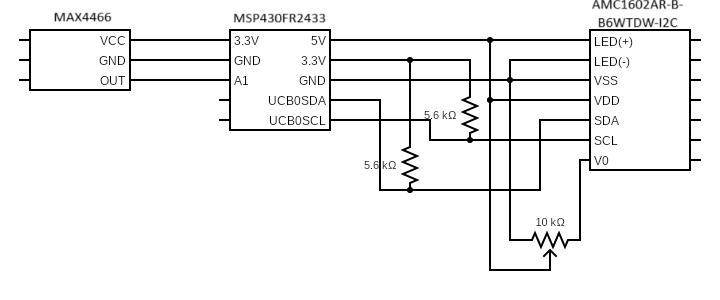 AMC1602AR-B-
B6WTDW-I2C
MAX4466
MSP430FR2433
VCC
GND
OUT
3.3V
GND
A1
5V
3.3V
GND
UCB0SDA
UCB0SCL
LED(+)
LED(-)
VSS
VDD
SDA
SCL
V0
5.6 kΩ
5.6 kΩ
10 kΩ